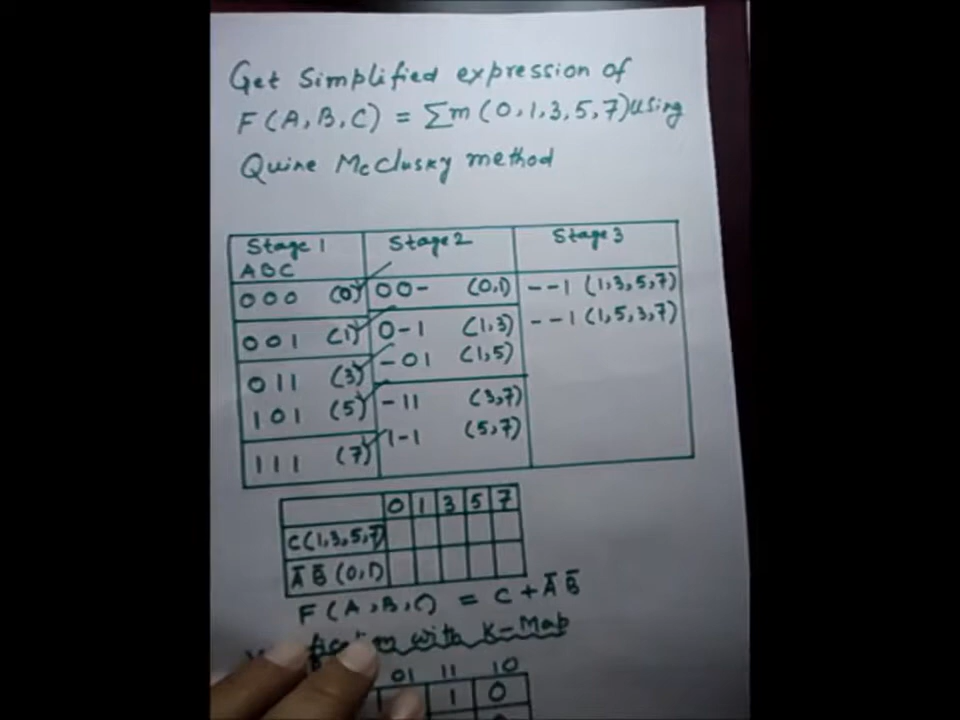 Get Simplified expression of
F(A,B,C) = Σm(0,1,3,5,7) using
Quine McClusky method
Stage 1 Stage 2 Stage 3
ABC
000 (0) 00- (0,1) --1 (1,3,5,7)
001 (1) 0-1 (1,3) --1 (1,5,3,7)
-01 (1,5)
011 (3)
101 (5) -11 (3,7)
1-1 (5,7)
111 (7)
0 1 3 5 7
C(1,3,5,7)
A̅ B̅ (0,1)
F(A,B,C) = C + A̅ B̅
with K-Map
01 11 10
1 0